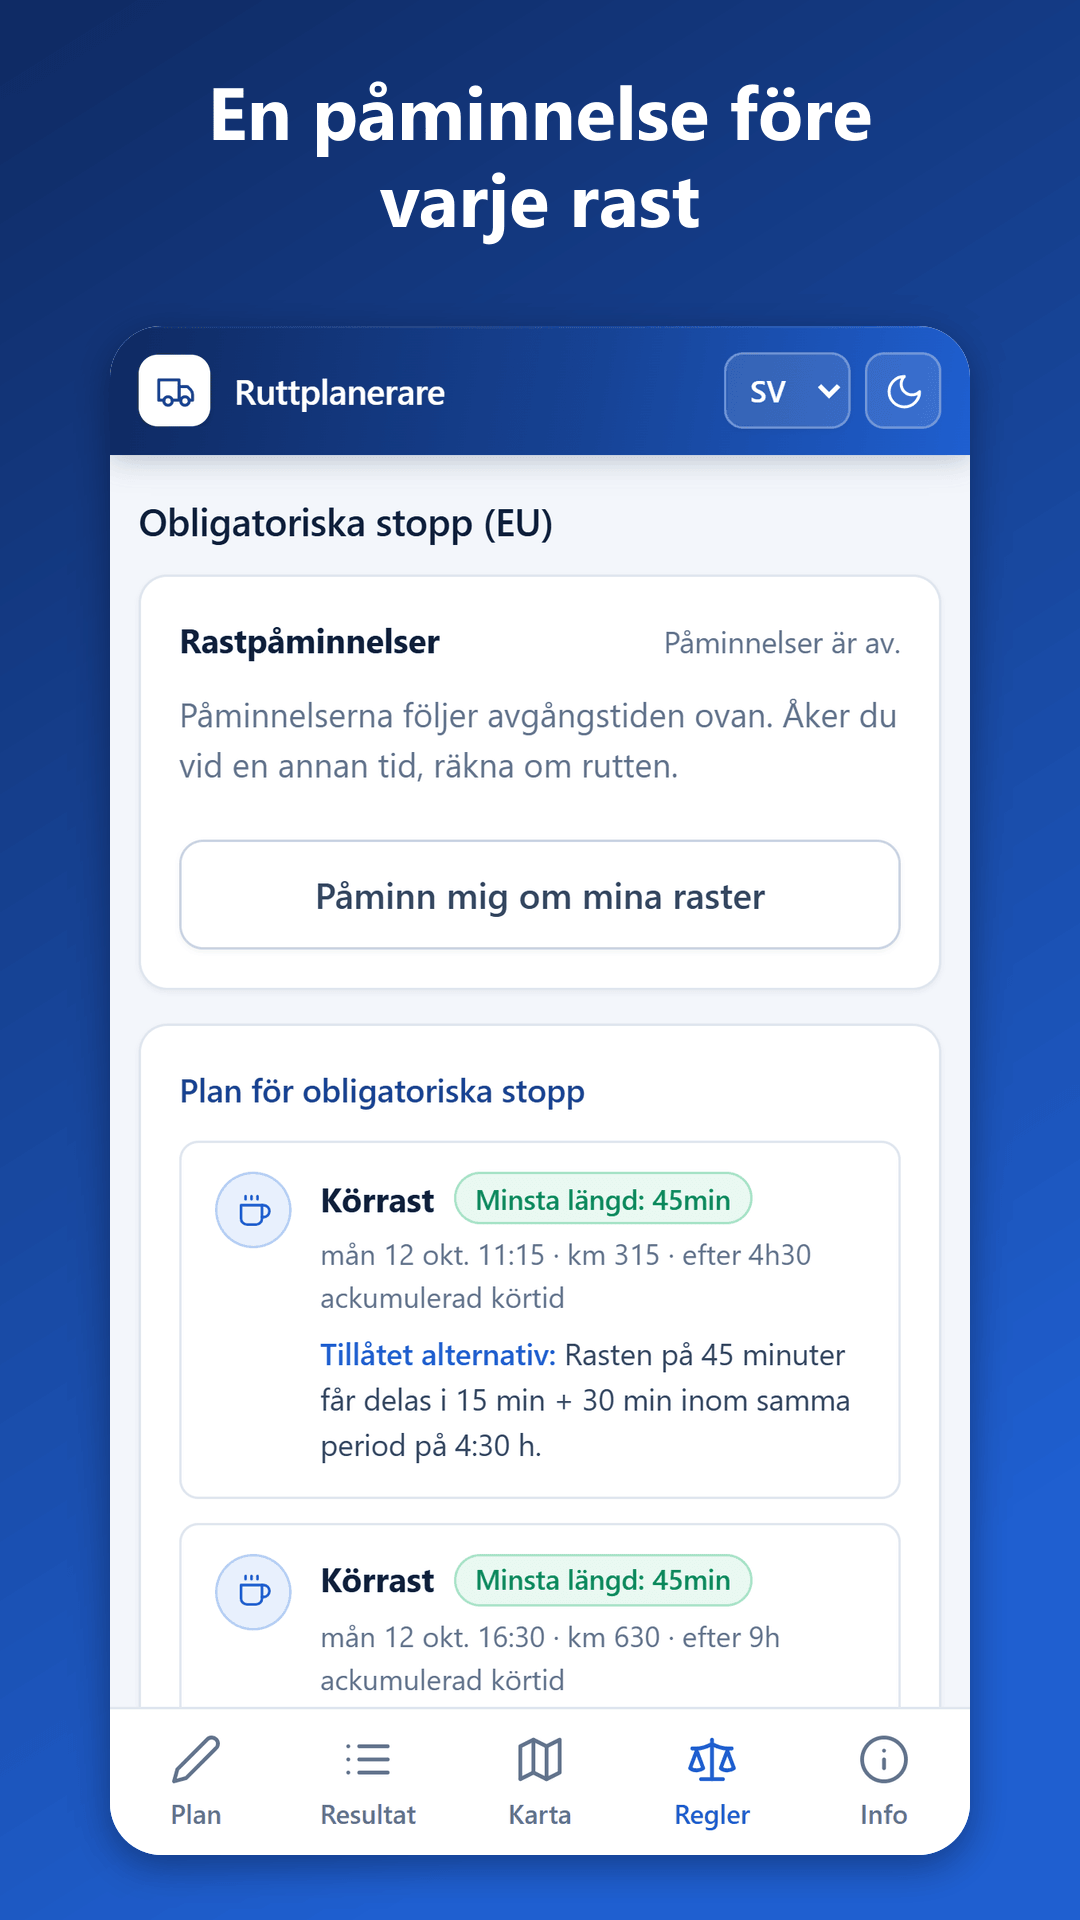 En påminnelse före
varje rast
Ruttplanerare
SV
Obligatoriska stopp (EU)
Rastpåminnelser
Påminnelser är av.
Påminnelserna följer avgångstiden ovan. Åker du
vid en annan tid, räkna om rutten.
Påminn mig om mina raster
Plan för obligatoriska stopp
Körrast
Minsta längd: 45min
mån 12 okt. 11:15 · km 315 · efter 4h30
ackumulerad körtid
Tillåtet alternativ: Rasten på 45 minuter
får delas i 15 min + 30 min inom samma
period på 4:30 h.
Körrast
Minsta längd: 45min
mån 12 okt. 16:30 · km 630 · efter 9h
ackumulerad körtid
Plan
Resultat
Karta
Regler
Info